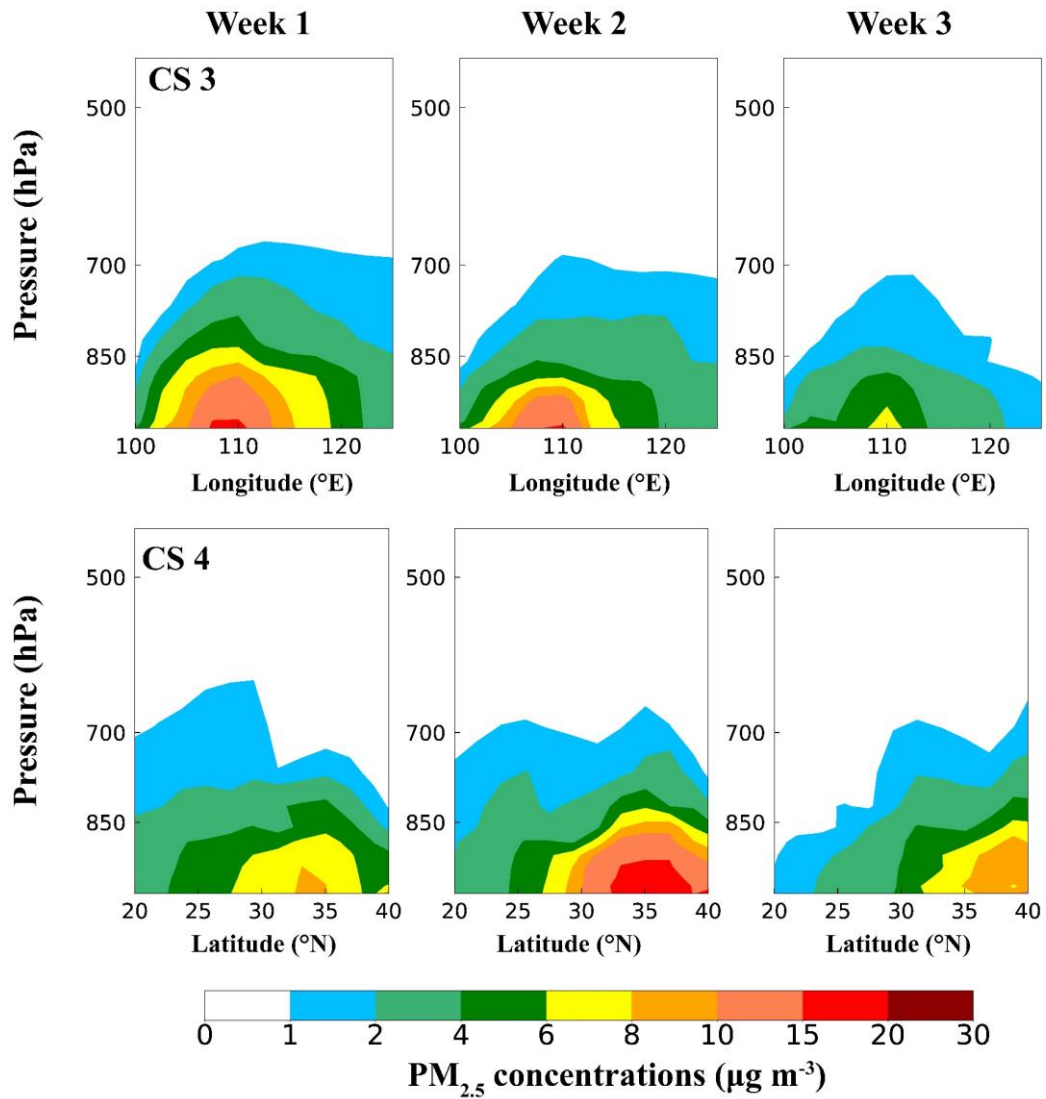 Week 1 Week 2 Week 3
CS 3
Pressure (hPa)
500 500 500
700 700 700
850 850 850
100 110 120 100 110 120 100 110 120
Longitude (°E) Longitude (°E) Longitude (°E)
CS 4
Pressure (hPa)
500 500 500
700 700 700
850 850 850
20 25 30 35 40 20 25 30 35 40 20 25 30 35 40
Latitude (°N) Latitude (°N) Latitude (°N)
0 1 2 4 6 8 10 15 20 30
PM2.5 concentrations (µg m-3)